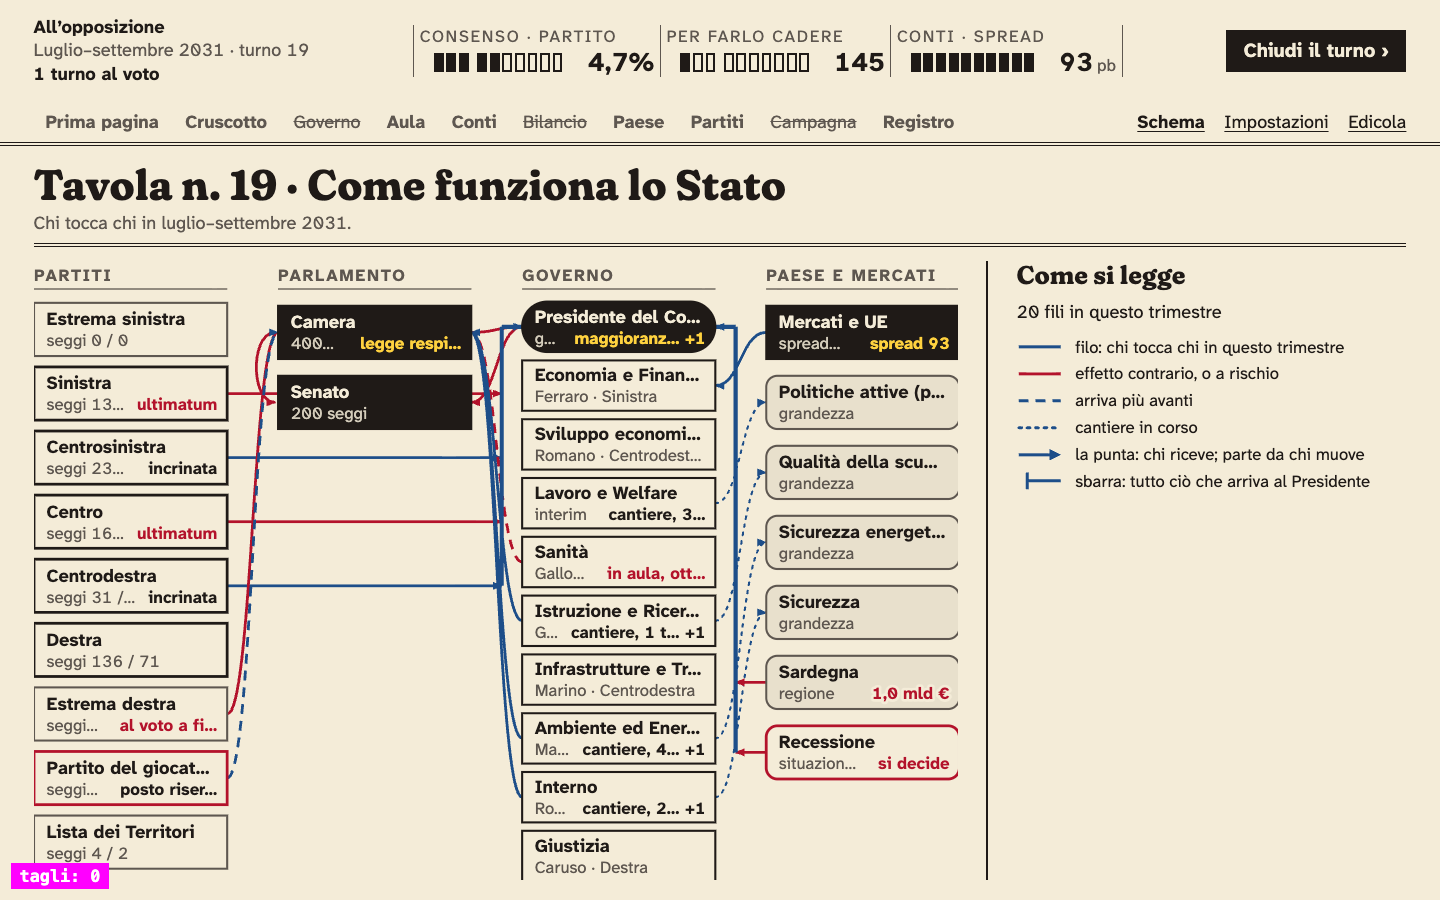 All’opposizione
Luglio–settembre 2031 · turno 19
1 turno al voto
CONSENSO · PARTITO
4,7%
PER FARLO CADERE
145
CONTI · SPREAD
93 pb
Chiudi il turno ›
Prima pagina Cruscotto Governo Aula Conti Bilancio Paese Partiti Campagna Registro Schema Impostazioni Edicola
Tavola n. 19 · Come funziona lo Stato
Chi tocca chi in luglio–settembre 2031.
PARTITI
Estrema sinistra
seggi 0 / 0
Sinistra
seggi 13… ultimatum
Centrosinistra
seggi 23… incrinata
Centro
seggi 16… ultimatum
Centrodestra
seggi 31 /… incrinata
Destra
seggi 136 / 71
Estrema destra
seggi… al voto a fi…
Partito del giocat…
seggi… posto riser…
Lista dei Territori
seggi 4 / 2
tagli: 0
PARLAMENTO
Camera
400… legge respi…
Senato
200 seggi
GOVERNO
Presidente del Co…
g… maggioranz… +1
Economia e Finan…
Ferraro · Sinistra
Sviluppo economi…
Romano · Centrodest…
Lavoro e Welfare
interim cantiere, 3…
Sanità
Gallo… in aula, ott…
Istruzione e Ricer…
G… cantiere, 1 t… +1
Infrastrutture e Tr…
Marino · Centrodestra
Ambiente ed Ener…
Ma… cantiere, 4… +1
Interno
Ro… cantiere, 2… +1
Giustizia
Caruso · Destra
PAESE E MERCATI
Mercati e UE
spread… spread 93
Politiche attive (p…
grandezza
Qualità della scu…
grandezza
Sicurezza energet…
grandezza
Sicurezza
grandezza
Sardegna
regione 1,0 mld €
Recessione
situazion… si decide
Come si legge
20 fili in questo trimestre
filo: chi tocca chi in questo trimestre
effetto contrario, o a rischio
arriva più avanti
cantiere in corso
la punta: chi riceve; parte da chi muove
sbarra: tutto ciò che arriva al Presidente